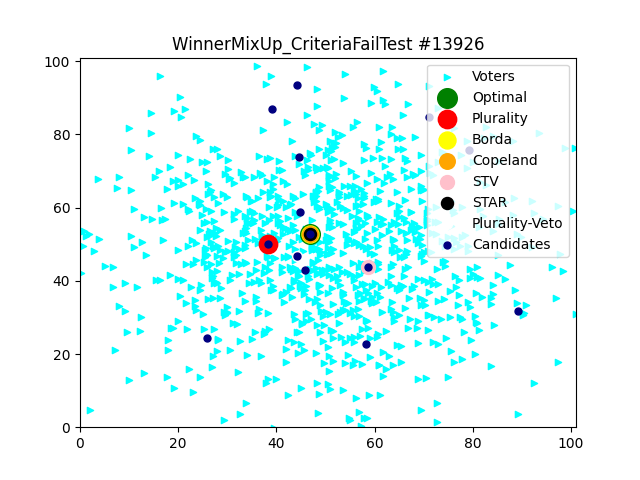 WinnerMixUp_CriteriaFailTest #13926
100
80
60
40
20
0
0
20
40
60
80
100
Voters
Optimal
Plurality
Borda
Copeland
STV
STAR
Plurality-Veto
Candidates